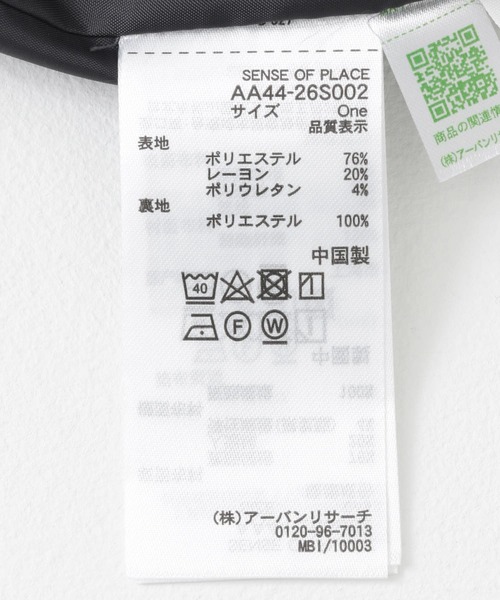 SENSE OF PLACE
AA44-26S002
サイズ One
品質表示
表地
ポリエステル 76%
レーヨン 20%
ポリウレタン 4%
裏地
ポリエステル 100%
中国製
40
F W
(株)アーバンリサーチ
0120-96-7013
MBI/10003
商品の関連情
(株)アーバンリサ